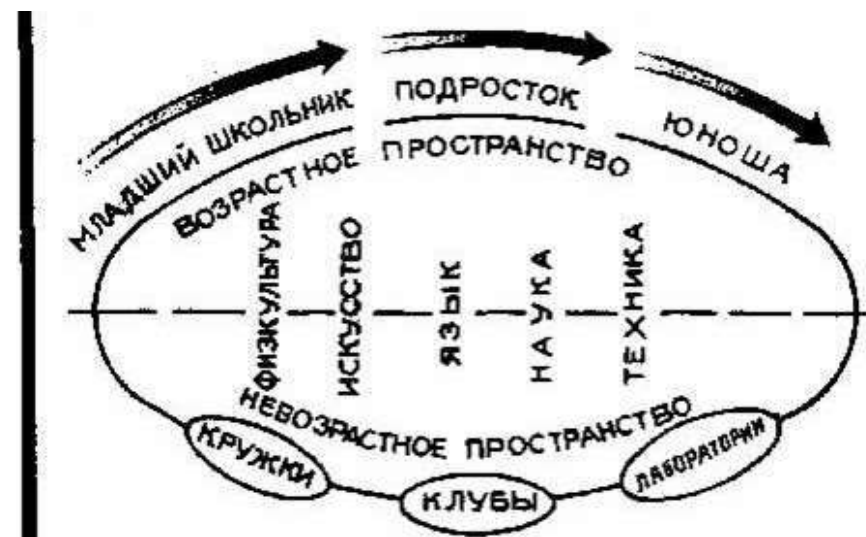 МЛАДШИЙ ШКОЛЬНИК
ПОДРОСТОК
ЮНОША
ВОЗРАСТНОЕ ПРОСТРАНСТВО
ФИЗКУЛЬТУРА
ИСКУССТВО
ЯЗЫК
НАУКА
ТЕХНИКА
НЕВОЗРАСТНОЕ ПРОСТРАНСТВО
КРУЖКИ
КЛУБЫ
ЛАБОРАТОРИИ